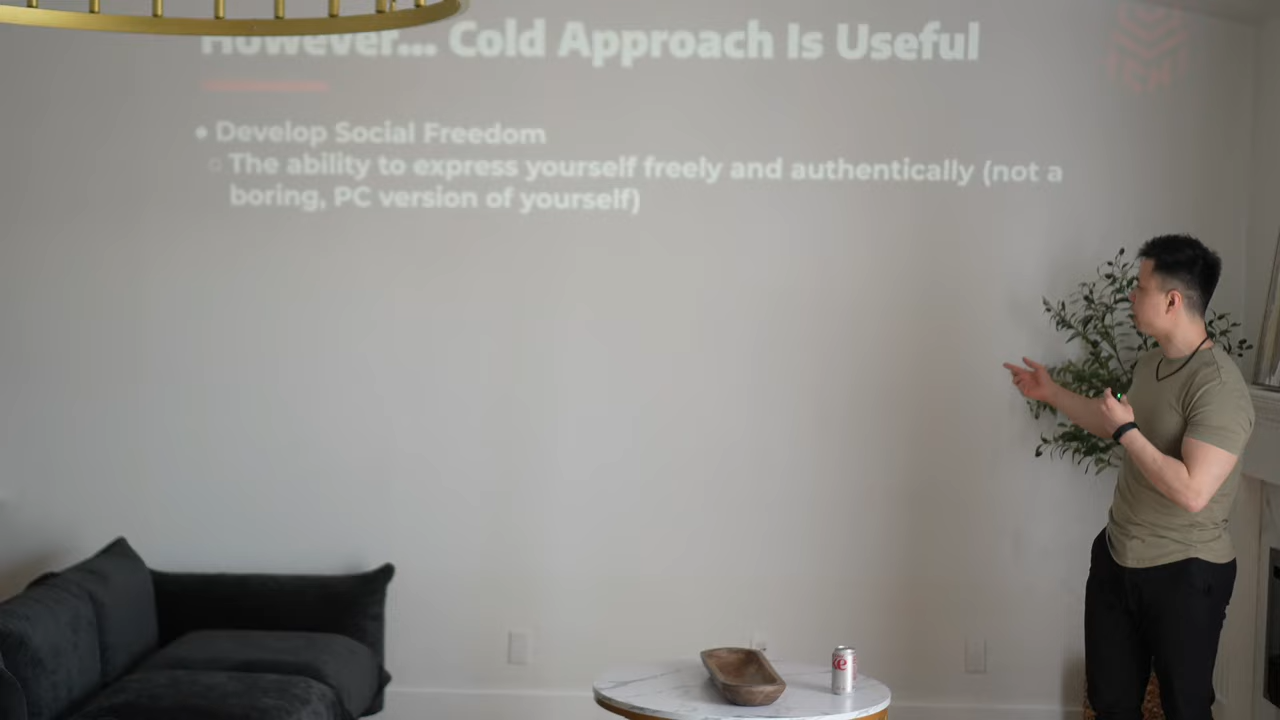 However... Cold Approach Is Useful
● Develop Social Freedom
○ The ability to express yourself freely and authentically (not a
boring, PC version of yourself)